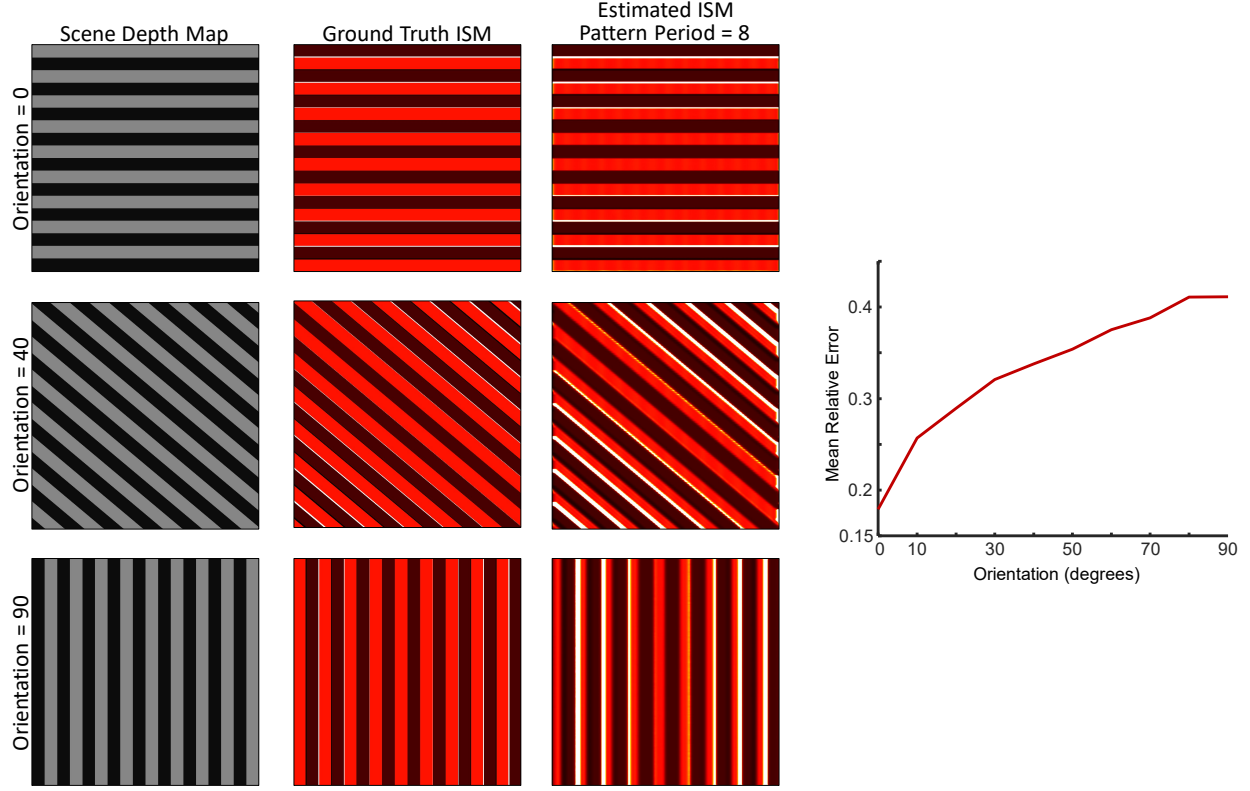 Scene Depth Map
Ground Truth ISM
Estimated ISM
Pattern Period = 8
Orientation = 0
Orientation = 40
Orientation = 90
Mean Relative Error
0.4
0.3
0.2
0.15
0 10 30 50 70 90
Orientation (degrees)